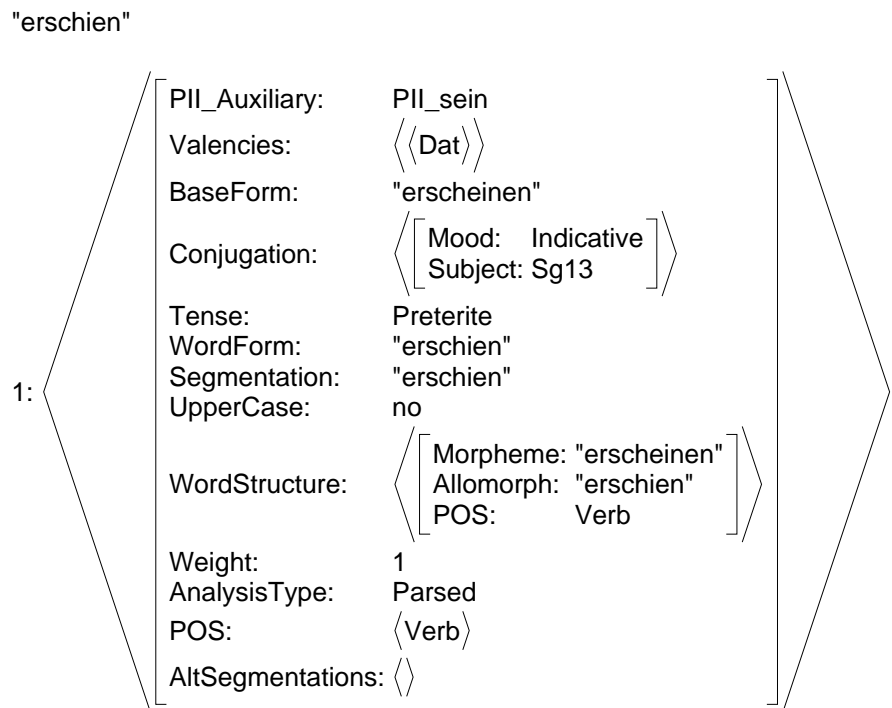 "erschien"
PII_Auxiliary: PII_sein
Valencies: ⟨⟨Dat⟩⟩
BaseForm: "erscheinen"
Mood: Indicative
Conjugation:
Subject: Sg13
Tense: Preterite
WordForm: "erschien"
Segmentation: "erschien"
1:
UpperCase: no
Morpheme: "erscheinen"
WordStructure: Allomorph: "erschien"
POS: Verb
Weight: 1
AnalysisType: Parsed
POS: ⟨Verb⟩
AltSegmentations: ⟨⟩